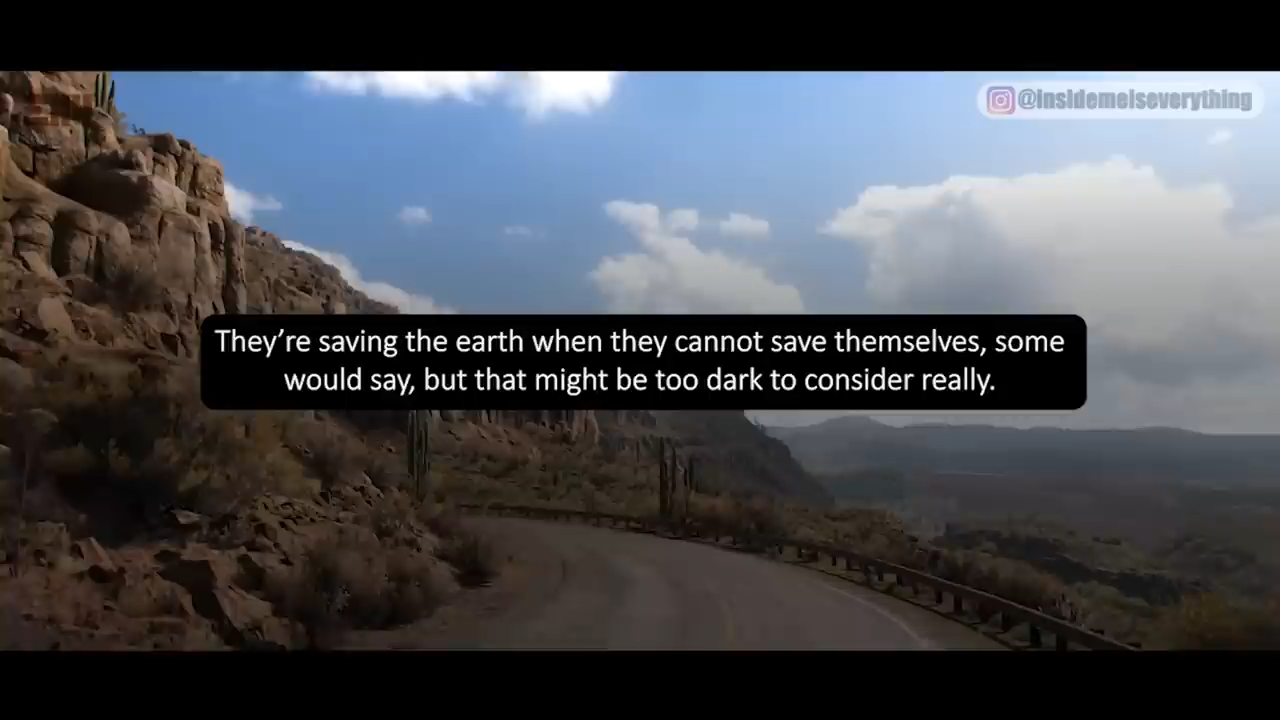 @insidemeiseverything
They’re saving the earth when they cannot save themselves, some
would say, but that might be too dark to consider really.